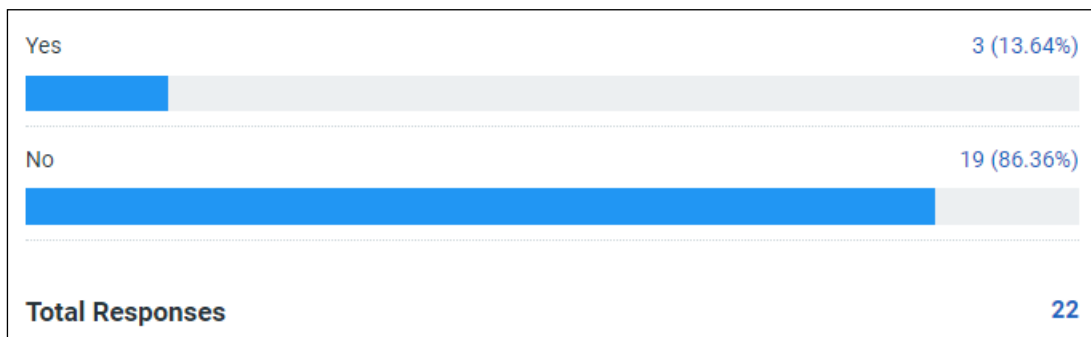 Yes 3 (13.64%)
No 19 (86.36%)
Total Responses 22